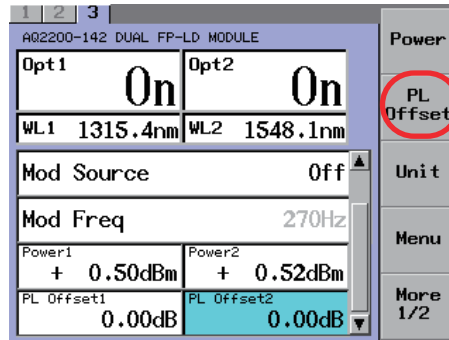 1 2 3
AQ2200-142 DUAL FP-LD MODULE
Opt1 On Opt2 On
WL1 1315.4nm WL2 1548.1nm
Mod Source Off
Mod Freq 270Hz
Power1 Power2
+ 0.50dBm + 0.52dBm
PL Offset1 PL Offset2
0.00dB 0.00dB
Power
PL
Offset
Unit
Menu
More
1/2